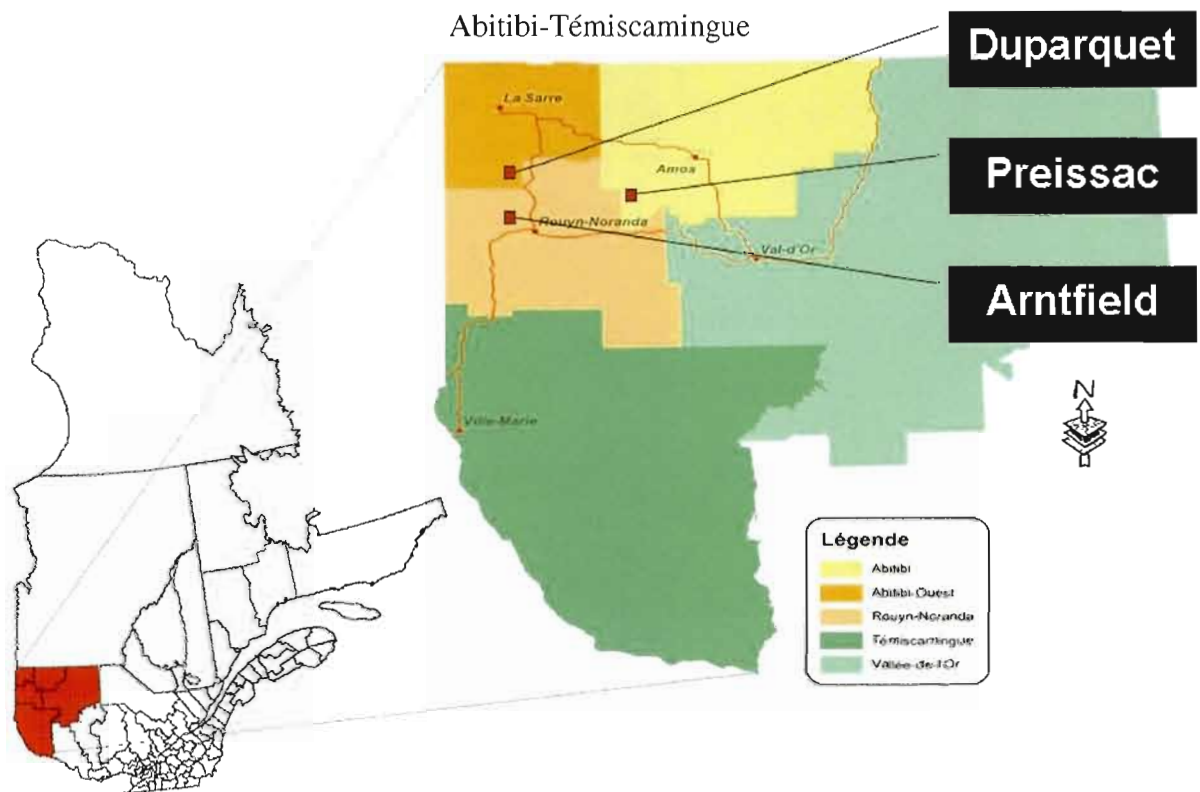 Abitibi-Témiscamingue
Duparquet
Preissac
Arntfield
La Sarre
Amos
Rouyn-Noranda
Val-d'Or
Ville-Marie
N
Légende
Abitibi
Abitibi-Ouest
Rouyn-Noranda
Témiscamingue
Vallée-de-l'Or